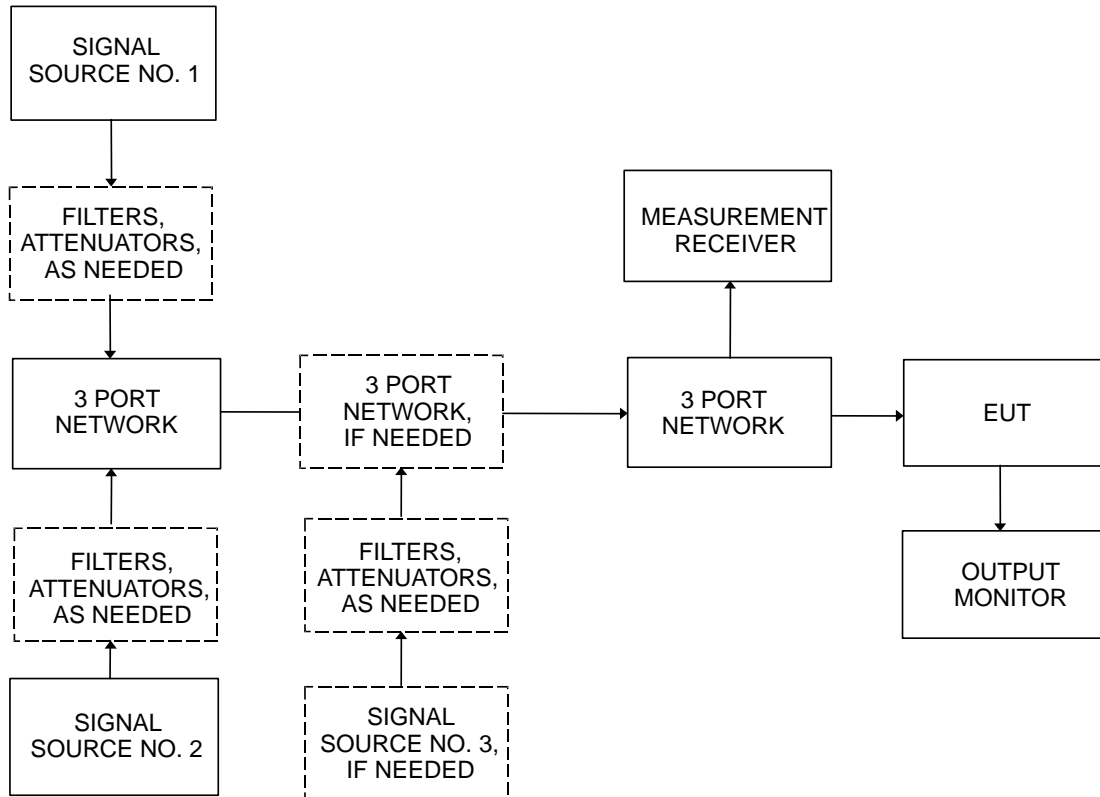 SIGNAL
SOURCE NO. 1
FILTERS,
ATTENUATORS,
AS NEEDED
3 PORT
NETWORK
FILTERS,
ATTENUATORS,
AS NEEDED
SIGNAL
SOURCE NO. 2
3 PORT
NETWORK,
IF NEEDED
FILTERS,
ATTENUATORS,
AS NEEDED
SIGNAL
SOURCE NO. 3,
IF NEEDED
MEASUREMENT
RECEIVER
3 PORT
NETWORK
EUT
OUTPUT
MONITOR